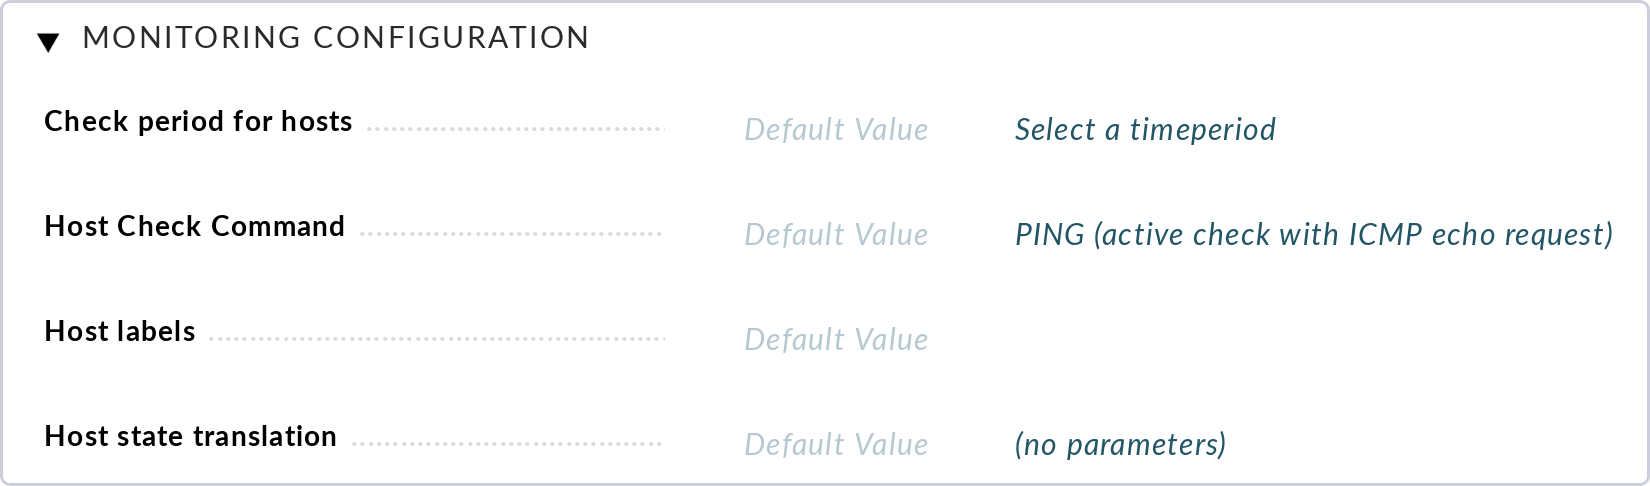 MONITORING CONFIGURATION
Check period for hosts Default Value Select a timeperiod
Host Check Command Default Value PING (active check with ICMP echo request)
Host labels Default Value
Host state translation Default Value (no parameters)